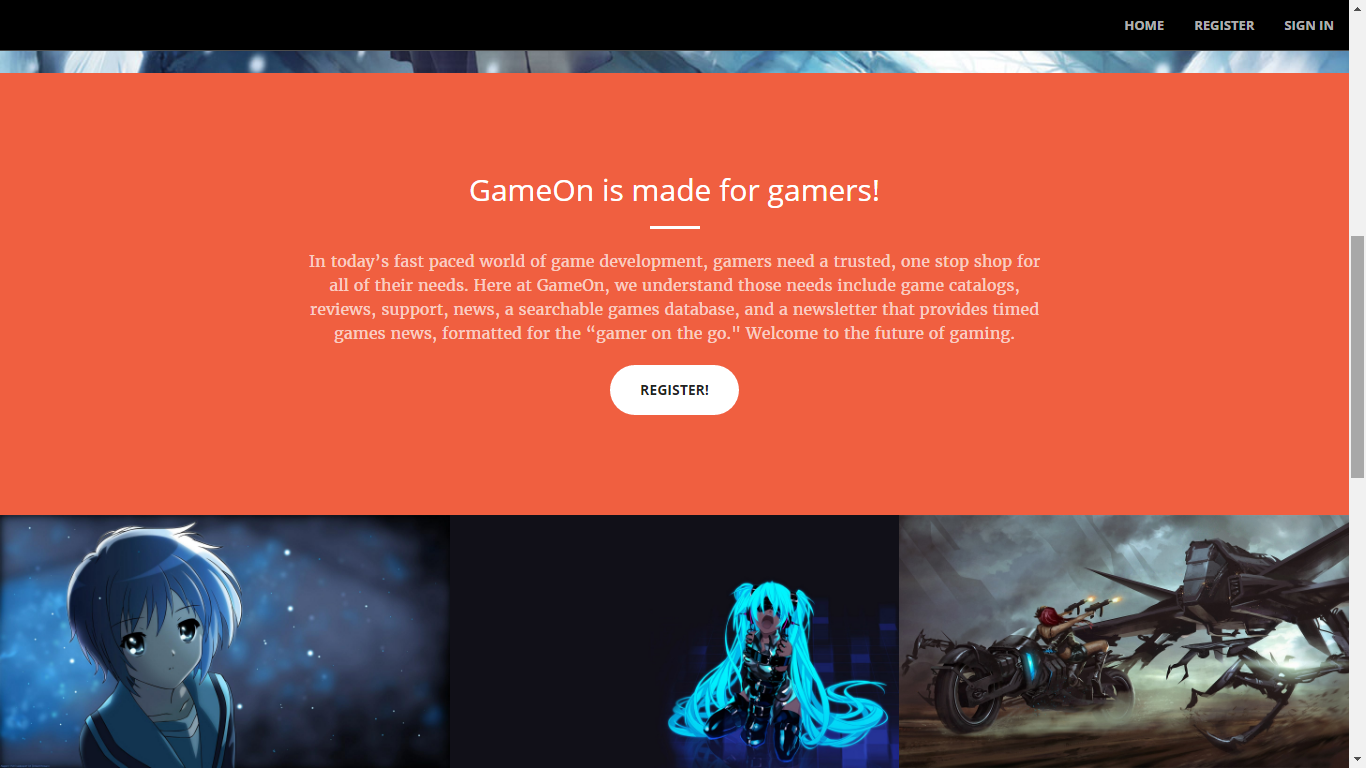 HOME REGISTER SIGN IN
GameOn is made for gamers!
In today’s fast paced world of game development, gamers need a trusted, one stop shop for
all of their needs. Here at GameOn, we understand those needs include game catalogs,
reviews, support, news, a searchable games database, and a newsletter that provides timed
games news, formatted for the “gamer on the go." Welcome to the future of gaming.
REGISTER!